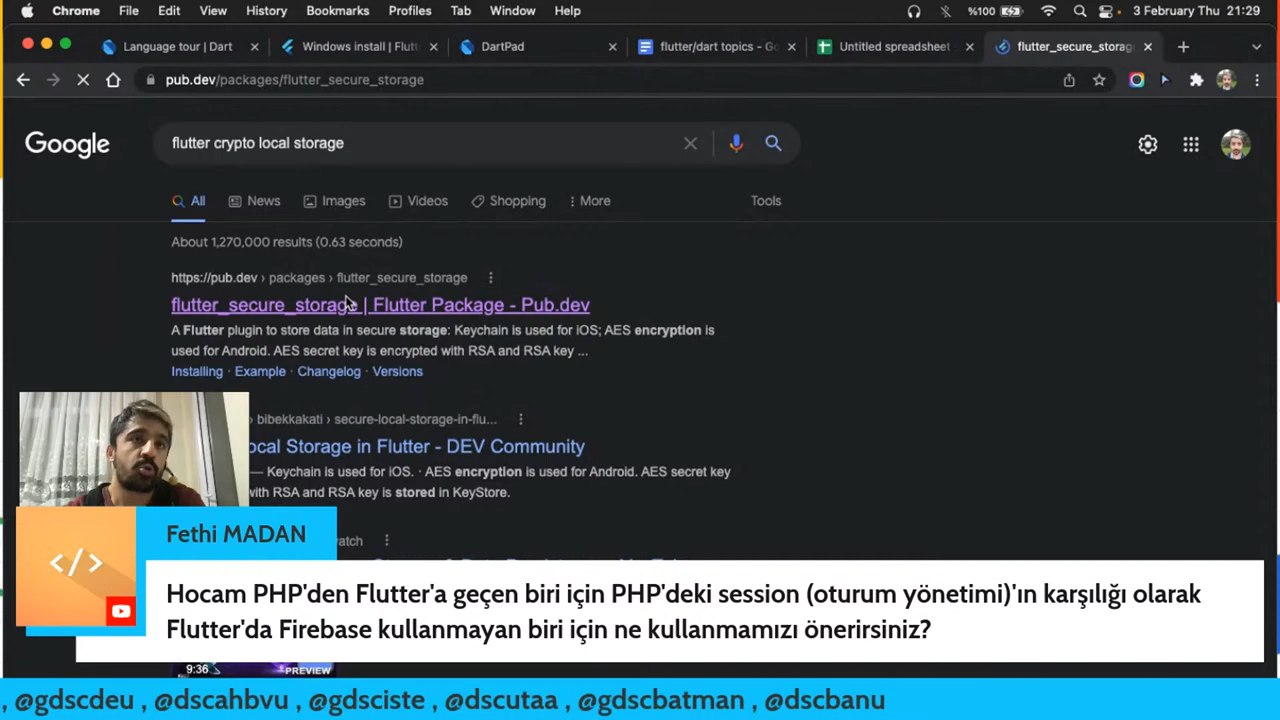 Chrome File Edit View History Bookmarks Profiles Tab Window Help %100 3 February Thu 21:29
Language tour | Dart Windows install | Flut DartPad flutter/dart topics - Go Untitled spreadsheet flutter_secure_storag
pub.dev/packages/flutter_secure_storage
Google flutter crypto local storage
All News Images Videos Shopping More Tools
About 1,270,000 results (0.63 seconds)
https://pub.dev › packages › flutter_secure_storage
flutter_secure_storage | Flutter Package - Pub.dev
A Flutter plugin to store data in secure storage: Keychain is used for iOS; AES encryption is
used for Android. AES secret key is encrypted with RSA and RSA key ...
Installing · Example · Changelog · Versions
› bibekkakati › secure-local-storage-in-flu...
ocal Storage in Flutter - DEV Community
— Keychain is used for iOS. · AES encryption is used for Android. AES secret key
with RSA and RSA key is stored in KeyStore.
watch
Fethi MADAN
</>
Hocam PHP'den Flutter'a geçen biri için PHP'deki session (oturum yönetimi)'ın karşılığı olarak
Flutter'da Firebase kullanmayan biri için ne kullanmamızı önerirsiniz?
9:36 PREVIEW
, @gdscdeu , @dscahbvu , @gdsciste , @dscutaa , @gdscbatman , @dscbanu